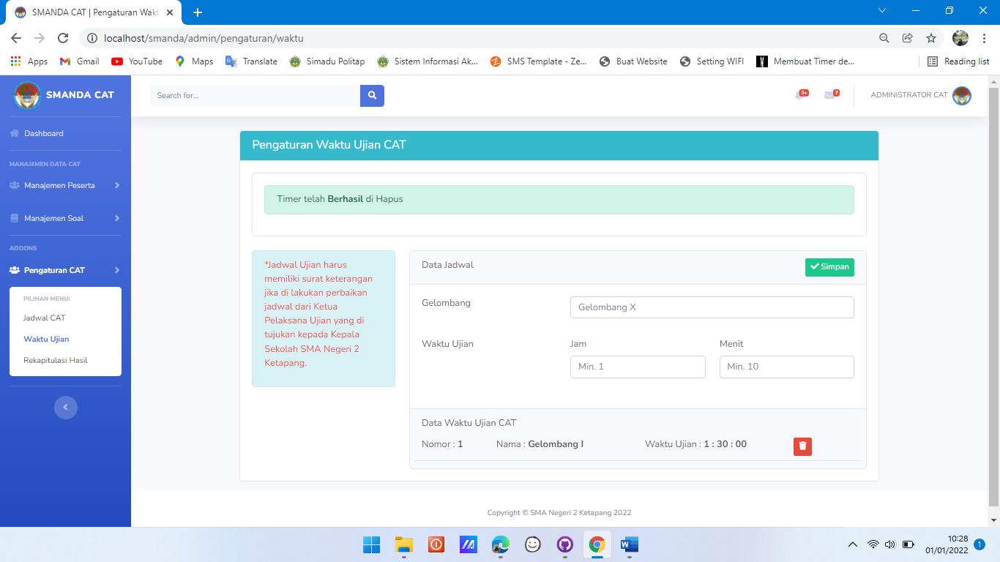 SMANDA CAT | Pengaturan Wakt
localhost/smanda/admin/pengaturan/waktu
Apps
Gmail
YouTube
Maps
Translate
Simadu Politap
Sistem Informasi Ak...
SMS Template - Ze...
Buat Website
Setting WIFI
Membuat Timer de...
Reading list
SMANDA CAT
Search for...
3+
7
ADMINISTRATOR CAT
Dashboard
MANAJEMEN DATA CAT
Manajemen Peserta
Manajemen Soal
ADDONS
Pengaturan CAT
PILIHAN MENU:
Jadwal CAT
Waktu Ujian
Rekapitulasi Hasil
Pengaturan Waktu Ujian CAT
Timer telah Berhasil di Hapus
*Jadwal Ujian harus
memiliki surat keterangan
jika di lakukan perbaikan
jadwal dari Ketua
Pelaksana Ujian yang di
tujukan kepada Kepala
Sekolah SMA Negeri 2
Ketapang.
Data Jadwal
Simpan
Gelombang
Gelombang X
Waktu Ujian
Jam
Menit
Min. 1
Min. 10
Data Waktu Ujian CAT
Nomor : 1
Nama : Gelombang I
Waktu Ujian : 1 : 30 : 00
Copyright © SMA Negeri 2 Ketapang 2022
10:28
01/01/2022
1